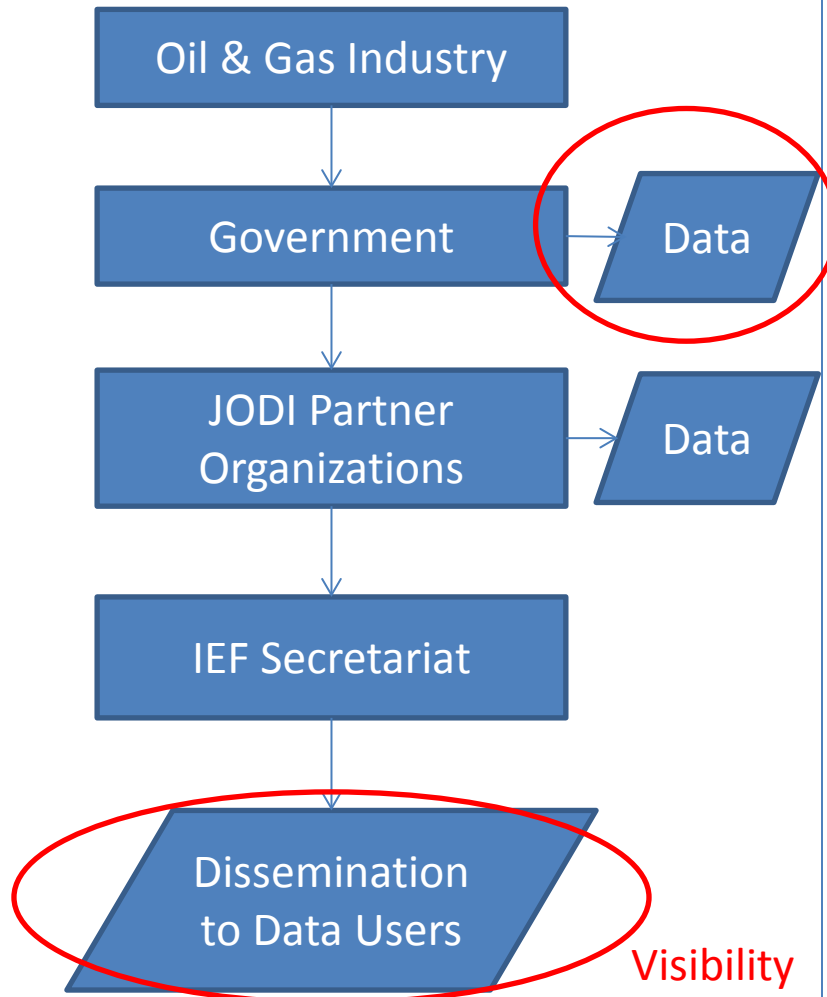 Oil & Gas Industry
Government
Data
JODI Partner
Organizations
Data
IEF Secretariat
Dissemination
to Data Users
Visibility